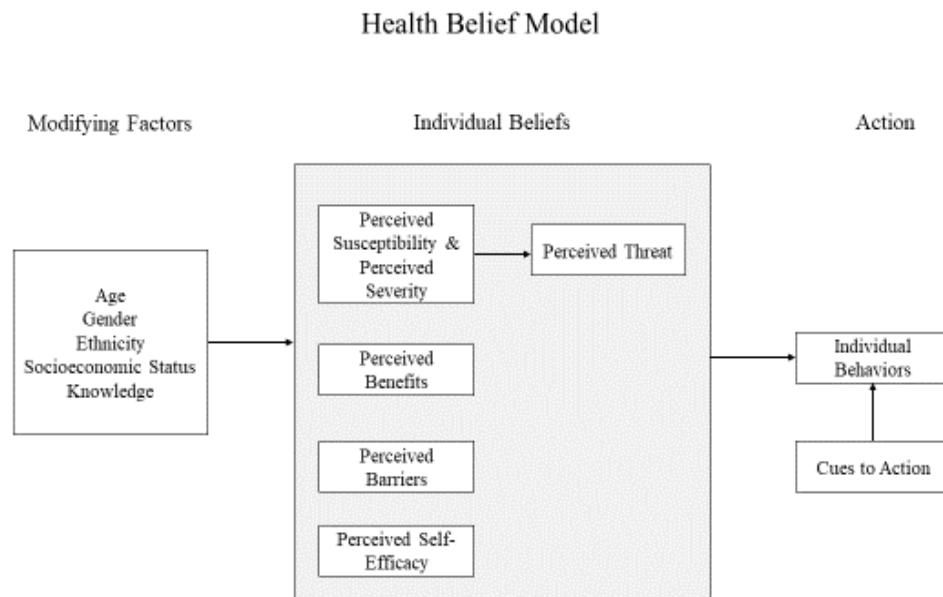 Health Belief Model
Modifying Factors
Individual Beliefs
Action
Age
Gender
Ethnicity
Socioeconomic Status
Knowledge
Perceived
Susceptibility &
Perceived
Severity
Perceived Threat
Perceived
Benefits
Perceived
Barriers
Perceived Self-
Efficacy
Individual
Behaviors
Cues to Action